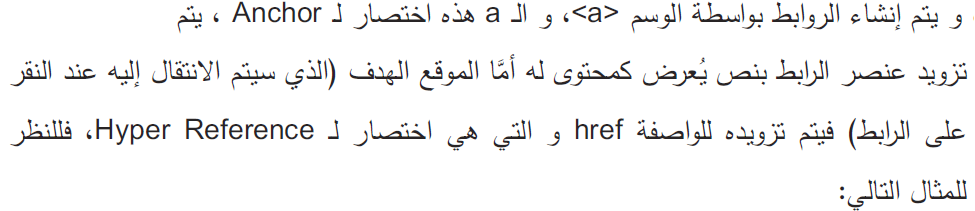 و يتم إنشاء الروابط بواسطة الوسم <a>، و الـ a هذه اختصار لـ Anchor ، يتم
تزويد عنصر الرابط بنص يُعرض كمحتوى له أمَّا الموقع الهدف (الذي سيتم الانتقال إليه عند النقر
على الرابط) فيتم تزويده للواصفة href و التي هي اختصار لـ Hyper Reference، فللنظر
للمثال التالي: